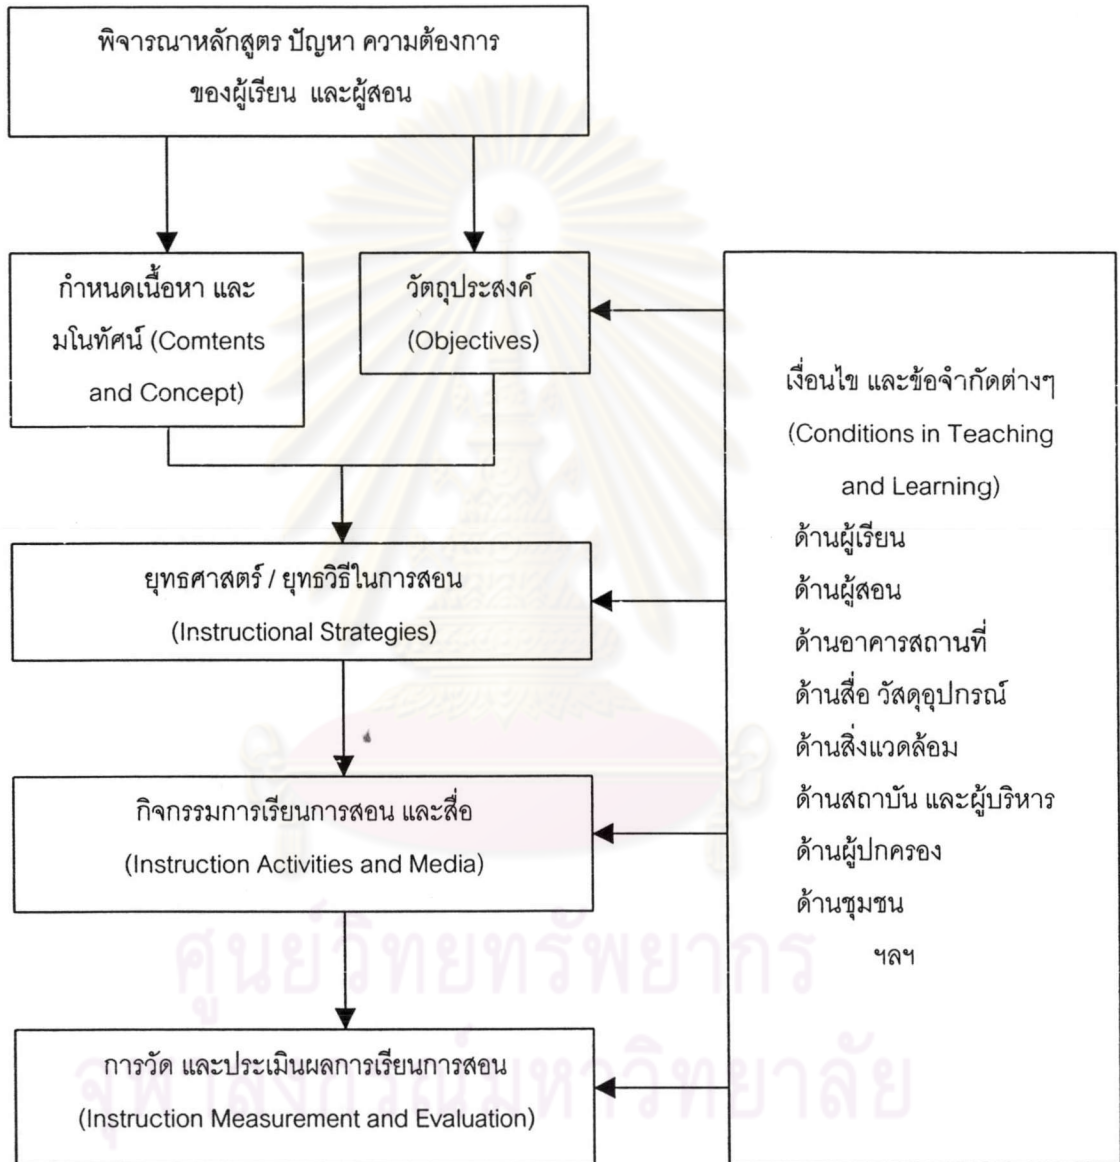 พิจารณาหลักสูตร ปัญหา ความต้องการ
ของผู้เรียน และผู้สอน
กำหนดเนื้อหา และ
มโนทัศน์ (Comtents
and Concept)
วัตถุประสงค์
(Objectives)
เงื่อนไข และข้อจำกัดต่างๆ
(Conditions in Teaching
and Learning)
ด้านผู้เรียน
ด้านผู้สอน
ด้านอาคารสถานที่
ด้านสื่อ วัสดุอุปกรณ์
ด้านสิ่งแวดล้อม
ด้านสถาบัน และผู้บริหาร
ด้านผู้ปกครอง
ด้านชุมชน
ฯลฯ
ยุทธศาสตร์ / ยุทธวิธีในการสอน
(Instructional Strategies)
กิจกรรมการเรียนการสอน และสื่อ
(Instruction Activities and Media)
การวัด และประเมินผลการเรียนการสอน
(Instruction Measurement and Evaluation)
ศูนย์วิทยทรัพยากร
จุฬาลงกรณ์มหาวิทยาลัย